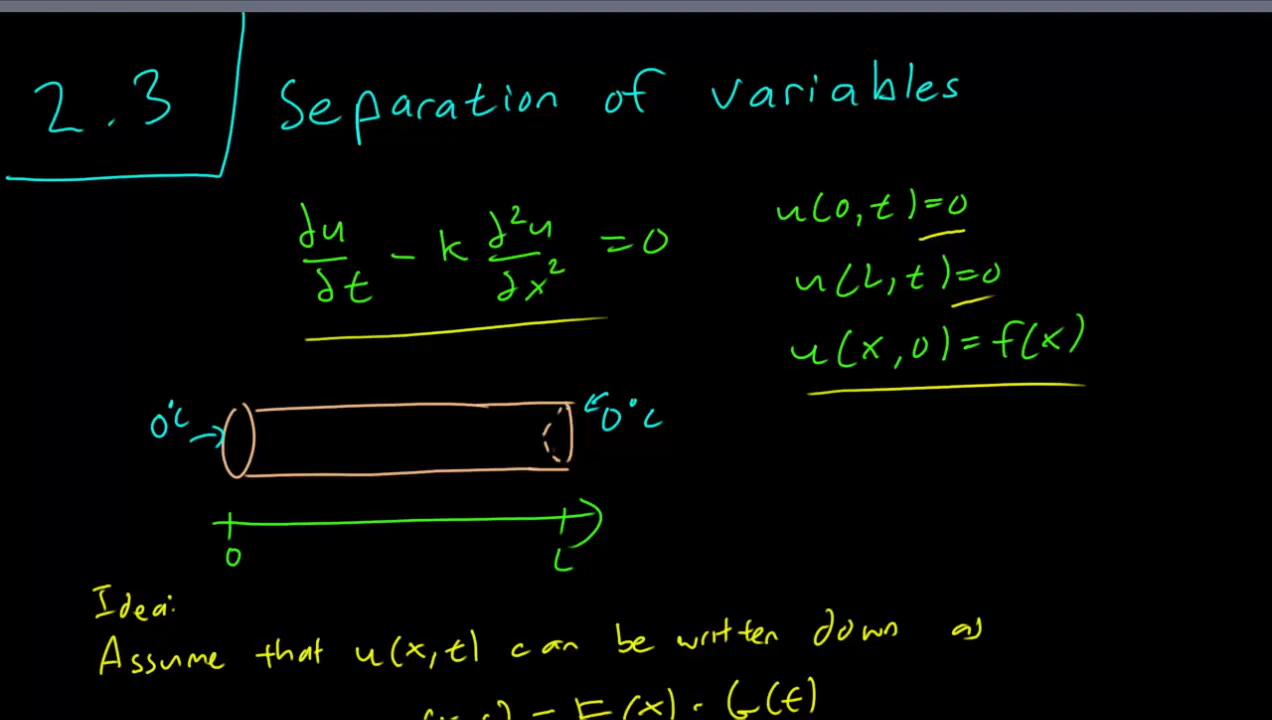 2.3 Separation of variables
∂u/∂t - k ∂²u/∂x² = 0
u(0,t)=0
u(L,t)=0
u(x,0)=f(x)
0°C
0°C
0
L
Idea:
Assume that u(x,t) can be written down as
= F(x) · G(t)